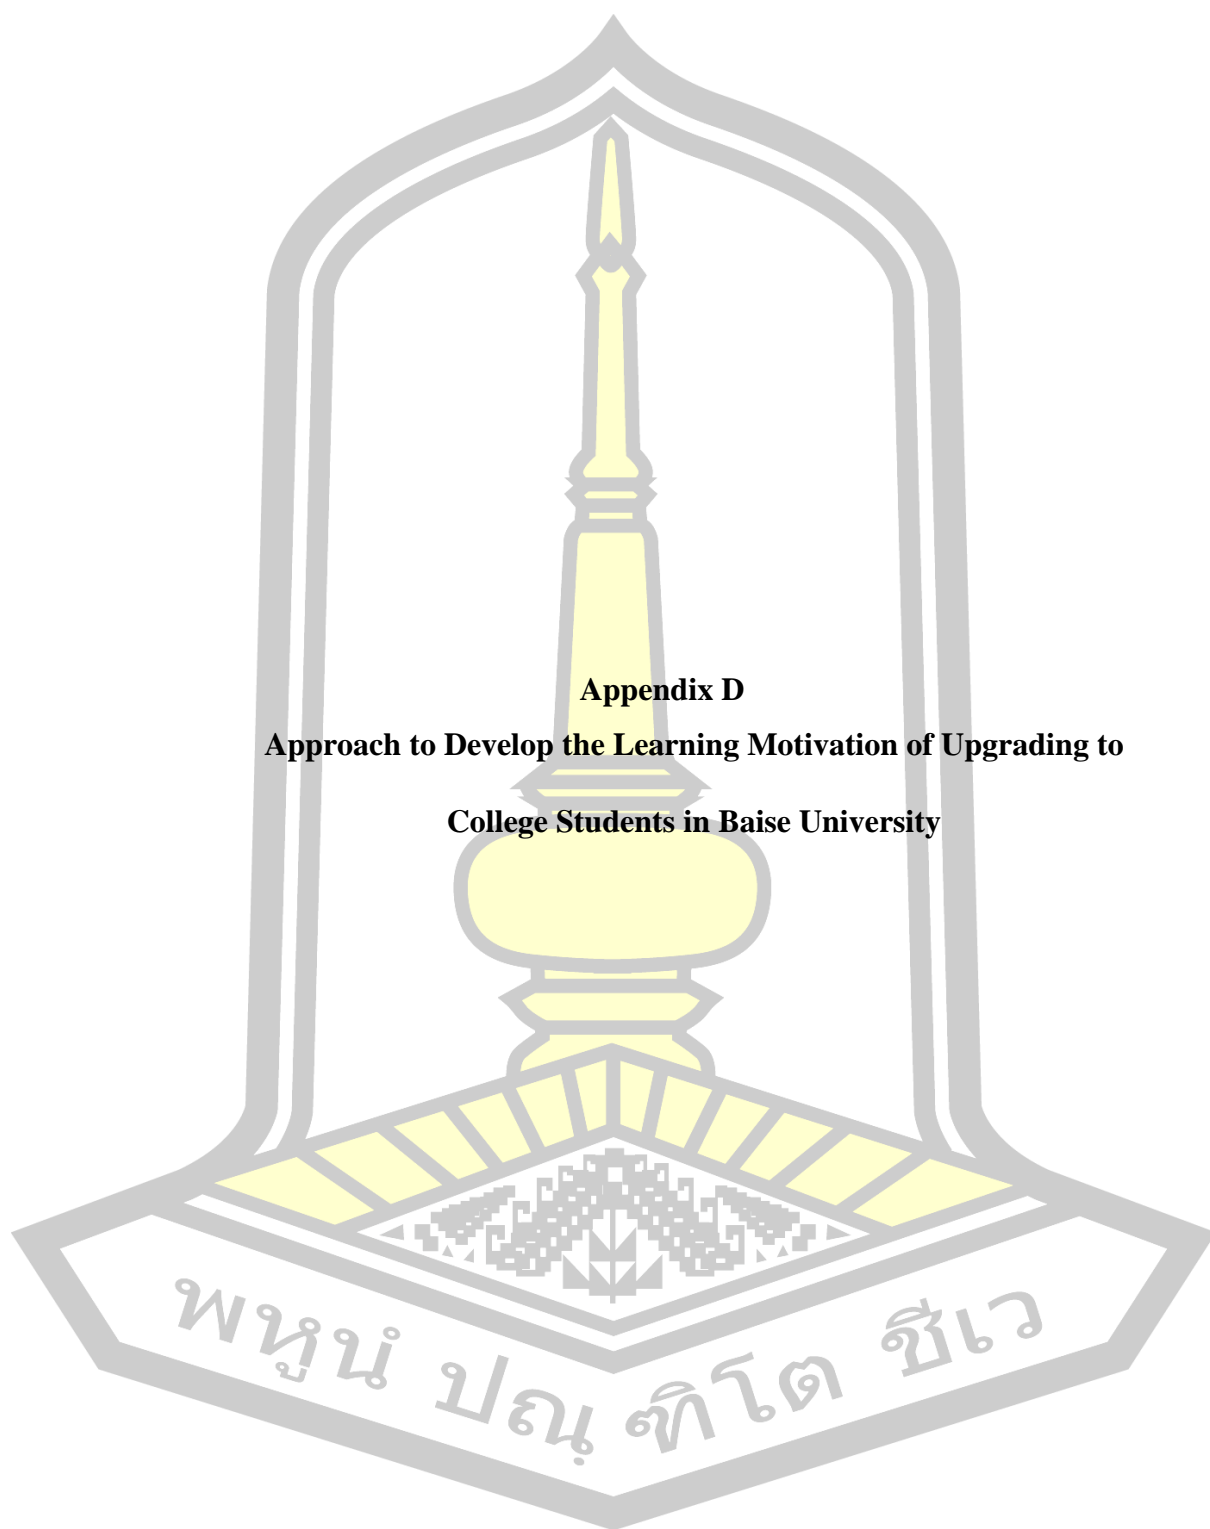 Appendix D
Approach to Develop the Learning Motivation of Upgrading to
College Students in Baise University
พหูนํ ปณฺฑิโต ชีเว